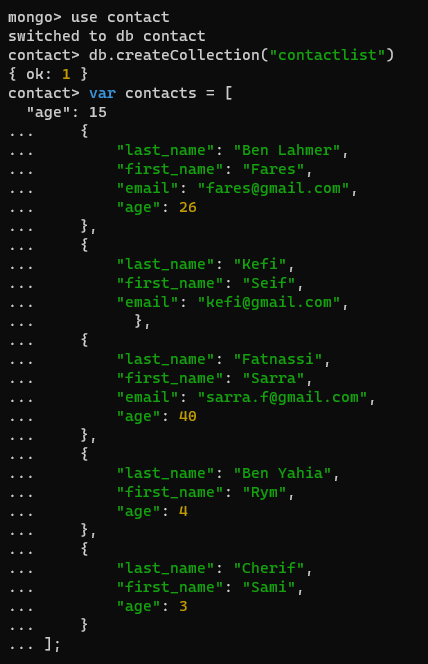 mongo> use contact
switched to db contact
contact> db.createCollection("contactlist")
{ ok: 1 }
contact> var contacts = [
  "age": 15
...     {
...         "last_name": "Ben Lahmer",
...         "first_name": "Fares",
...         "email": "fares@gmail.com",
...         "age": 26
...     },
...     {
...         "last_name": "Kefi",
...         "first_name": "Seif",
...         "email": "kefi@gmail.com",
...           },
...     {
...         "last_name": "Fatnassi",
...         "first_name": "Sarra",
...         "email": "sarra.f@gmail.com",
...         "age": 40
...     },
...     {
...         "last_name": "Ben Yahia",
...         "first_name": "Rym",
...         "age": 4
...     },
...     {
...         "last_name": "Cherif",
...         "first_name": "Sami",
...         "age": 3
...     }
... ];